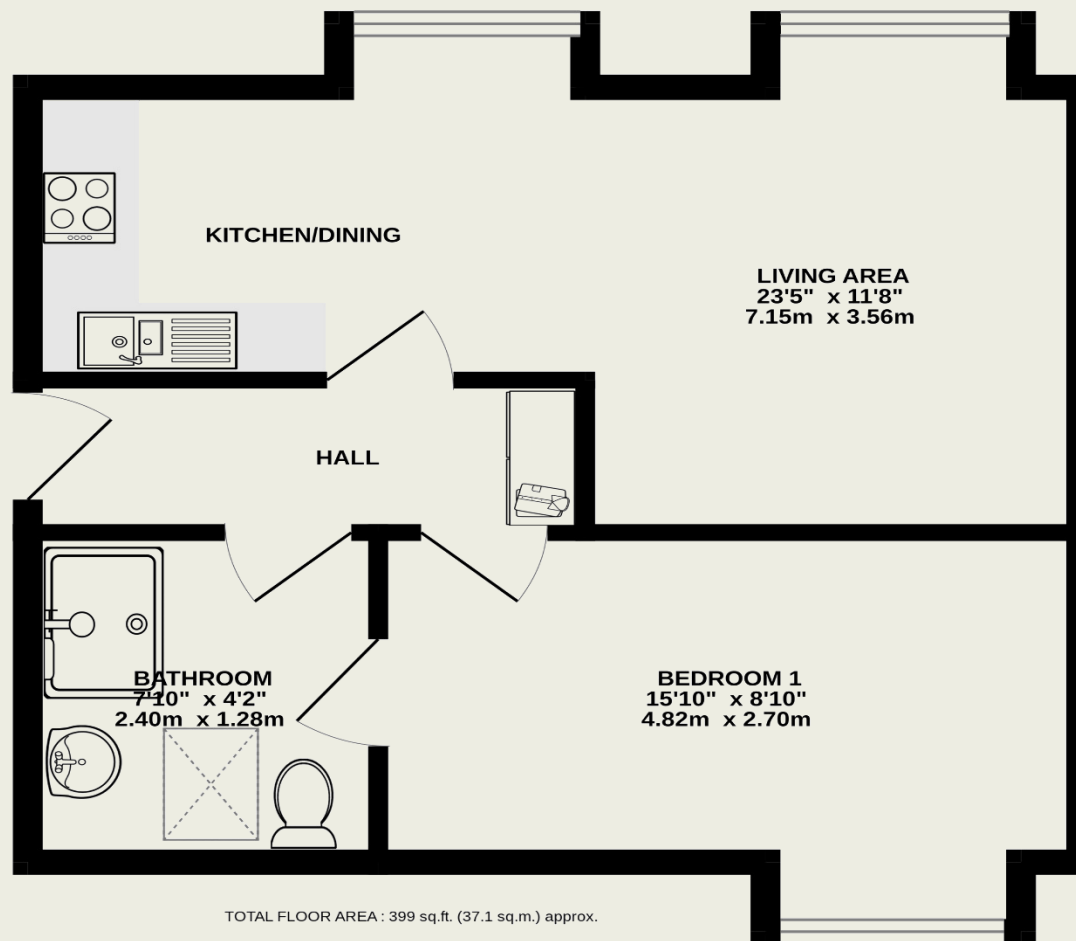 KITCHEN/DINING
LIVING AREA
23'5"  x 11'8"
7.15m  x 3.56m
HALL
BATHROOM
7'10"  x 4'2"
2.40m  x 1.28m
BEDROOM 1
15'10"  x 8'10"
4.82m  x 2.70m
TOTAL FLOOR AREA : 399 sq.ft. (37.1 sq.m.) approx.